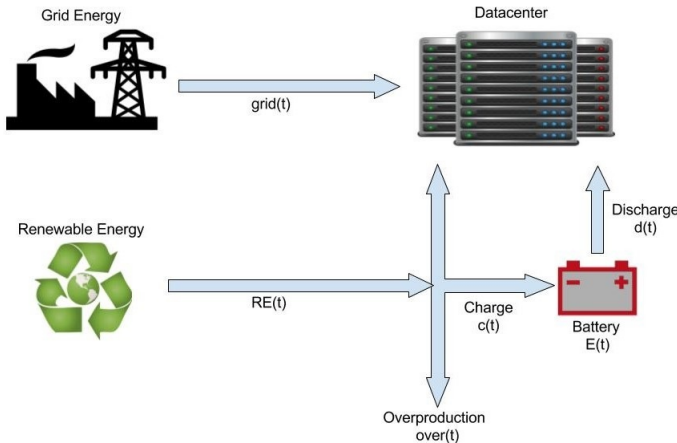 Grid Energy
Datacenter
grid(t)
Renewable Energy
RE(t)
Discharge
d(t)
Charge
c(t)
Battery
E(t)
Overproduction
over(t)